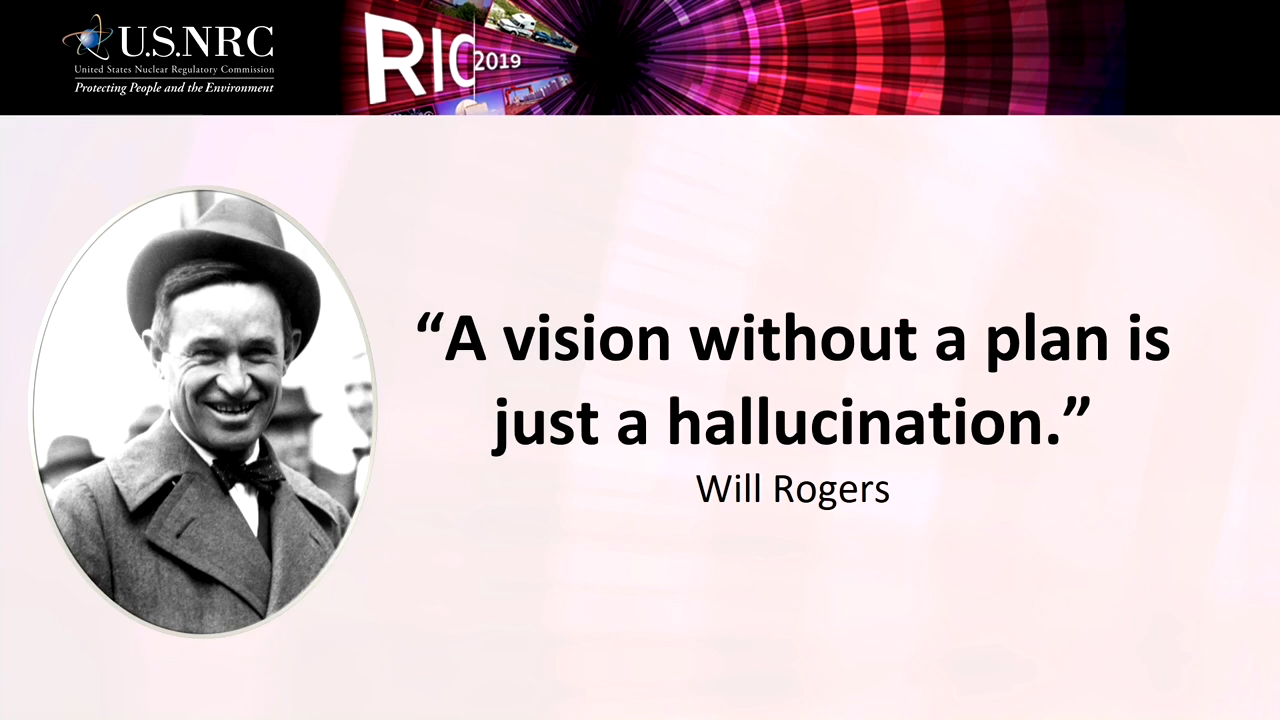 U.S.NRC
United States Nuclear Regulatory Commission
Protecting People and the Environment
RIC
2019
“A vision without a plan is
just a hallucination.”
Will Rogers